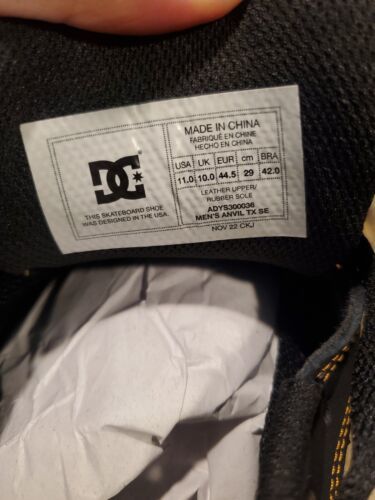 DC
THIS SKATEBOARD SHOE
WAS DESIGNED IN THE USA.
MADE IN CHINA
FABRIQUÉ EN CHINE
HECHO EN CHINA
USA UK EUR cm BRA
11.0 10.0 44.5 29 42.0
LEATHER UPPER/
RUBBER SOLE
ADYS300036
MEN'S ANVIL TX SE
NOV 22 CKJ